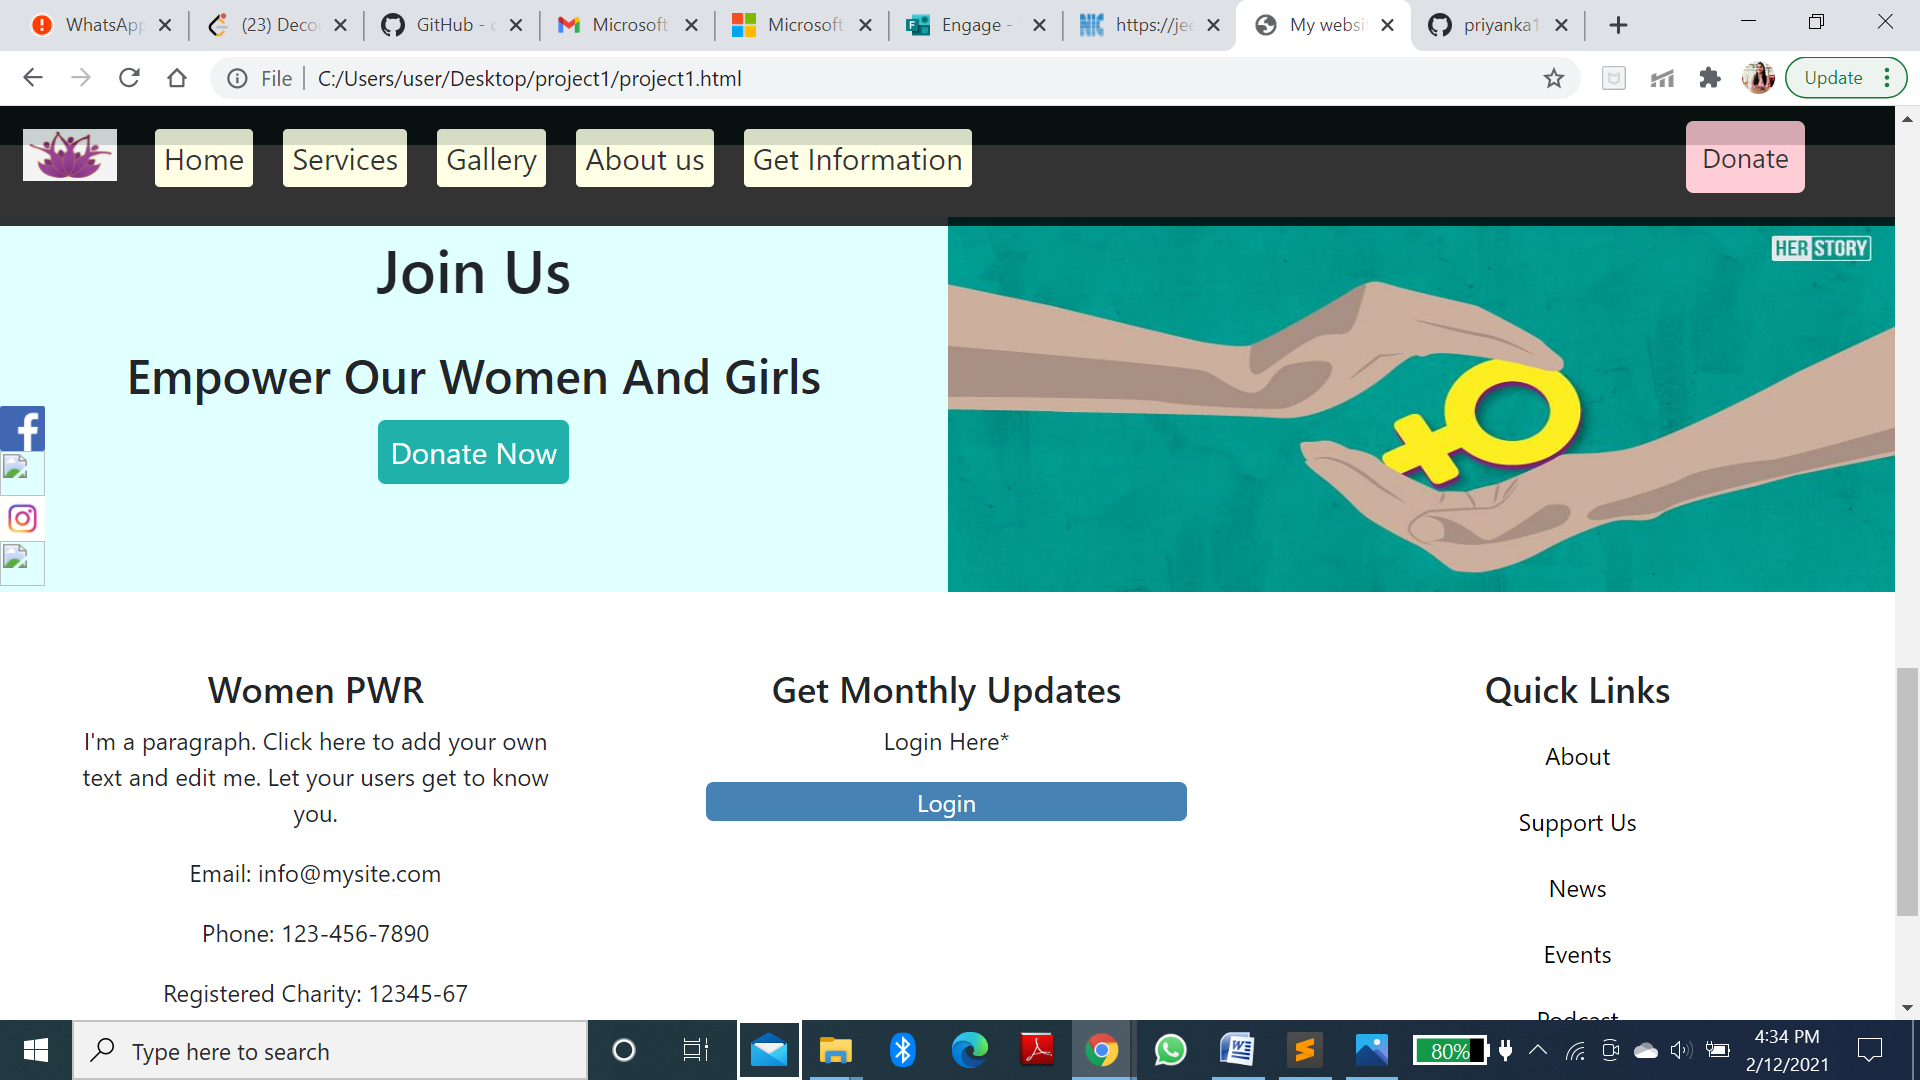 WhatsApp
(23) Deco
GitHub -
Microsoft
Microsoft
Engage -
https://jee
My websi
priyanka1
File
C:/Users/user/Desktop/project1/project1.html
Update
Home
Services
Gallery
About us
Get Information
Donate
Join Us
Empower Our Women And Girls
Donate Now
HER STORY
Women PWR
I'm a paragraph. Click here to add your own
text and edit me. Let your users get to know
you.
Email: info@mysite.com
Phone: 123-456-7890
Registered Charity: 12345-67
Get Monthly Updates
Login Here*
Login
Quick Links
About
Support Us
News
Events
Podcast
Type here to search
80%
4:34 PM
2/12/2021